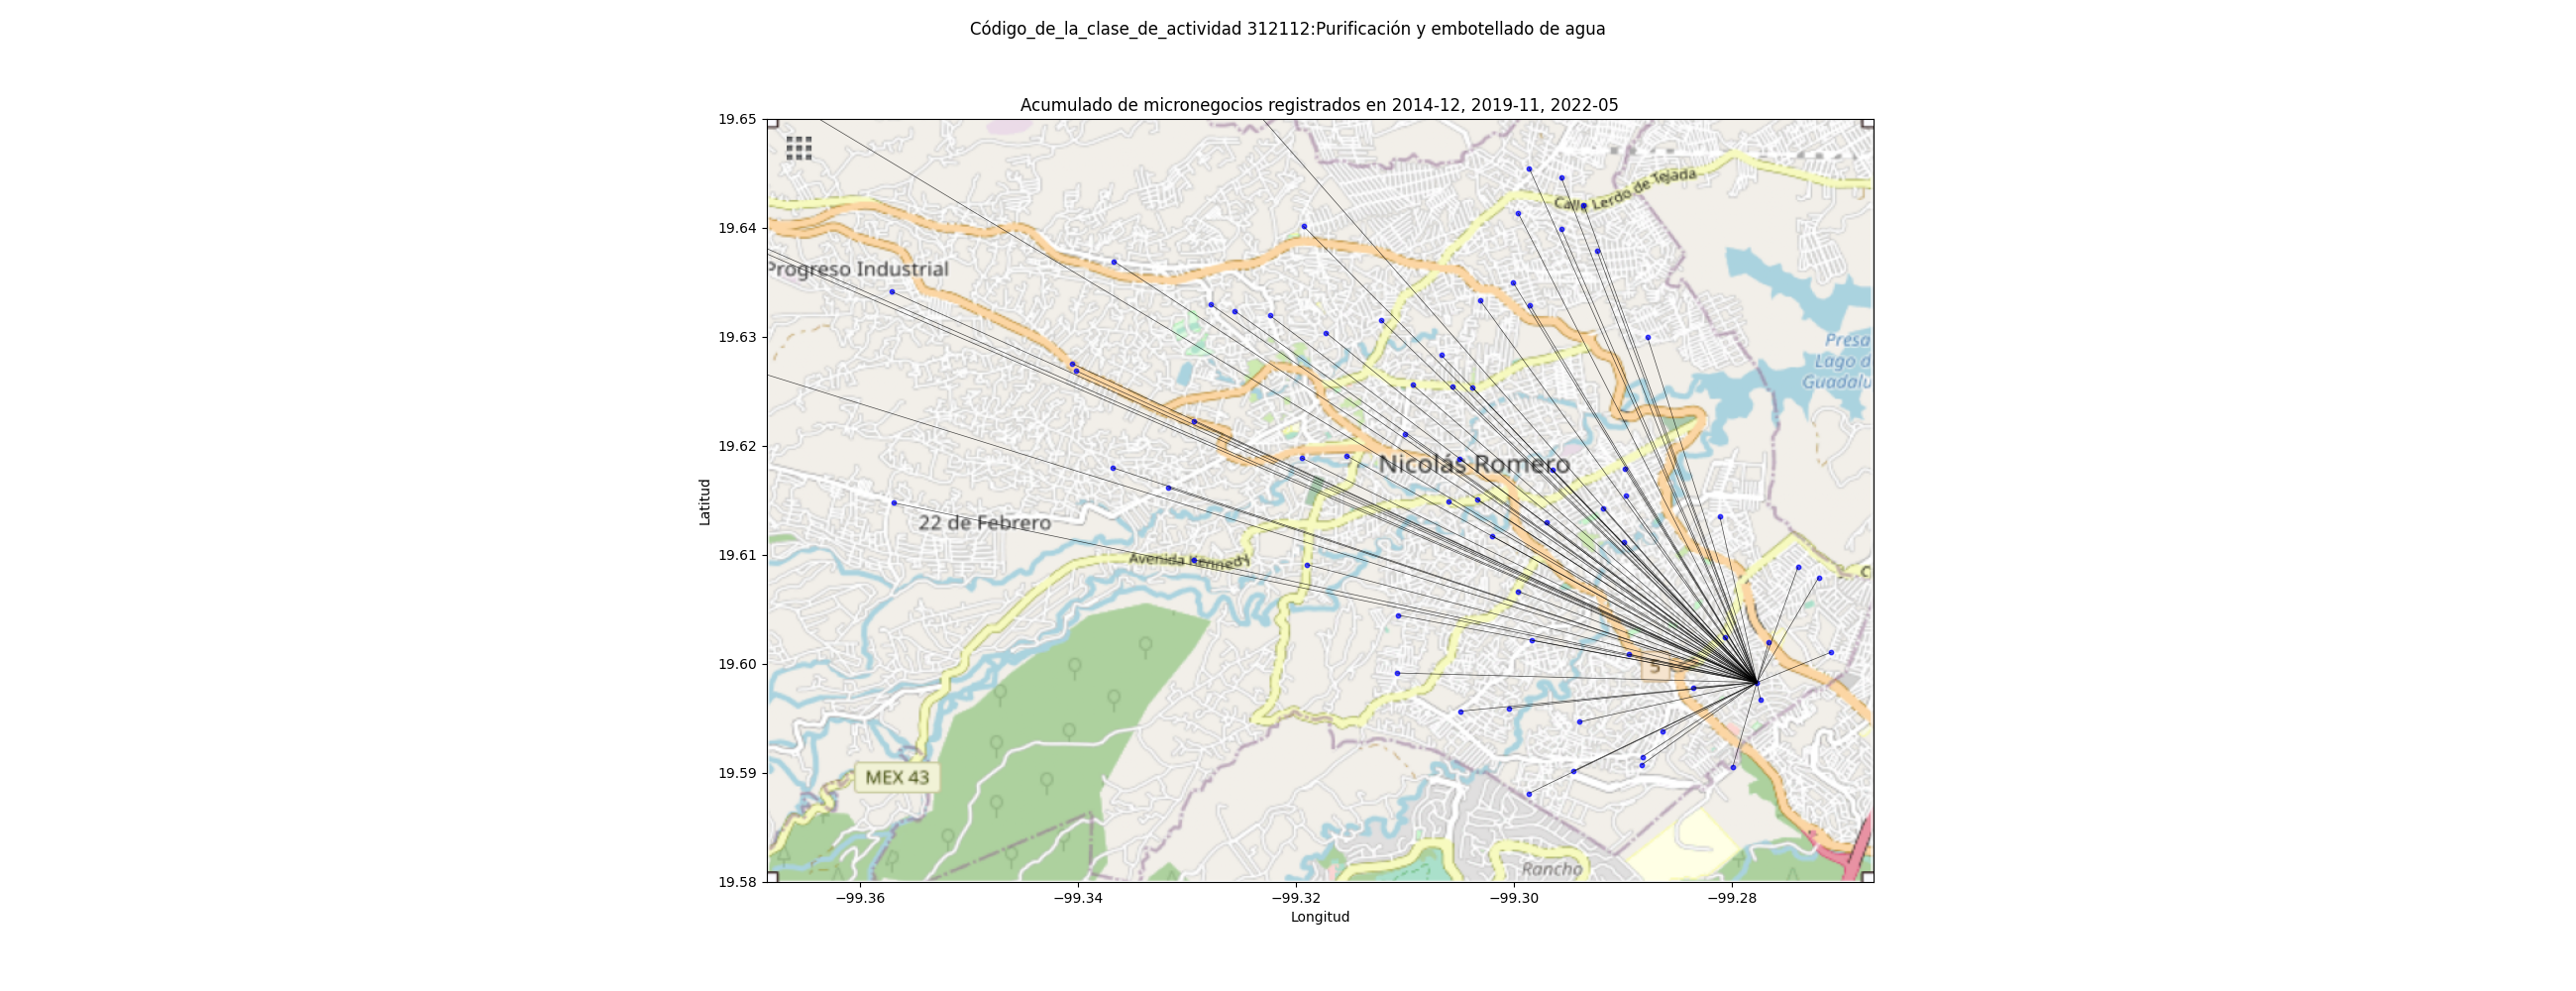 Código_de_la_clase_de_actividad 312112:Purificación y embotellado de agua
Acumulado de micronegocios registrados en 2014-12, 2019-11, 2022-05
19.65
19.64
19.63
19.62
19.61
19.60
19.59
19.58
Latitud
Calle Lerdo de Tejada
Progreso Industrial
Presa
Lago d
Guadalu
Nicolás Romero
22 de Febrero
Avenida Kennedy
C
5
MEX 43
Rancho
−99.36
−99.34
−99.32
−99.30
−99.28
Longitud